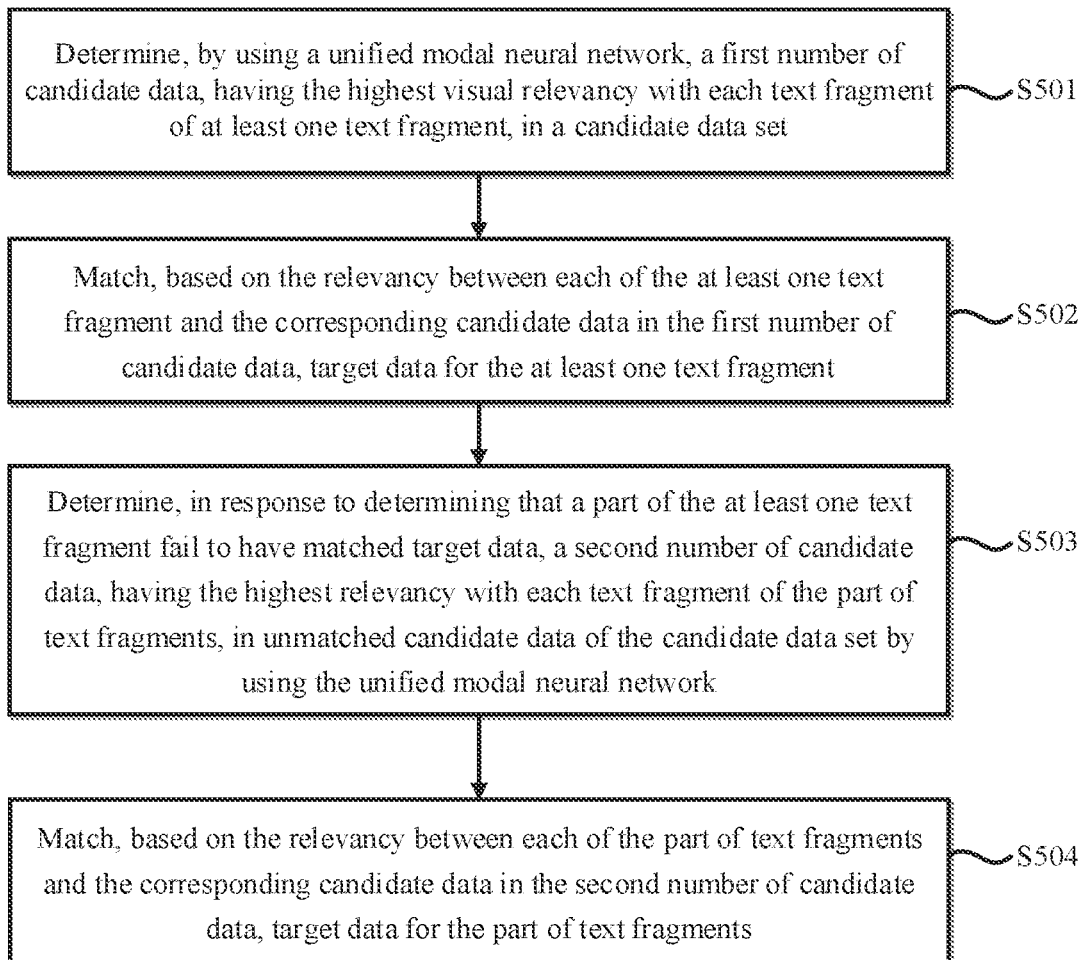 Determine, by using a unified modal neural network, a first number of
candidate data, having the highest visual relevancy with each text fragment
of at least one text fragment, in a candidate data set
S501
Match, based on the relevancy between each of the at least one text
fragment and the corresponding candidate data in the first number of
candidate data, target data for the at least one text fragment
S502
Determine, in response to determining that a part of the at least one text
fragment fail to have matched target data, a second number of candidate
data, having the highest relevancy with each text fragment of the part of
text fragments, in unmatched candidate data of the candidate data set by
using the unified modal neural network
S503
Match, based on the relevancy between each of the part of text fragments
and the corresponding candidate data in the second number of candidate
data, target data for the part of text fragments
S504